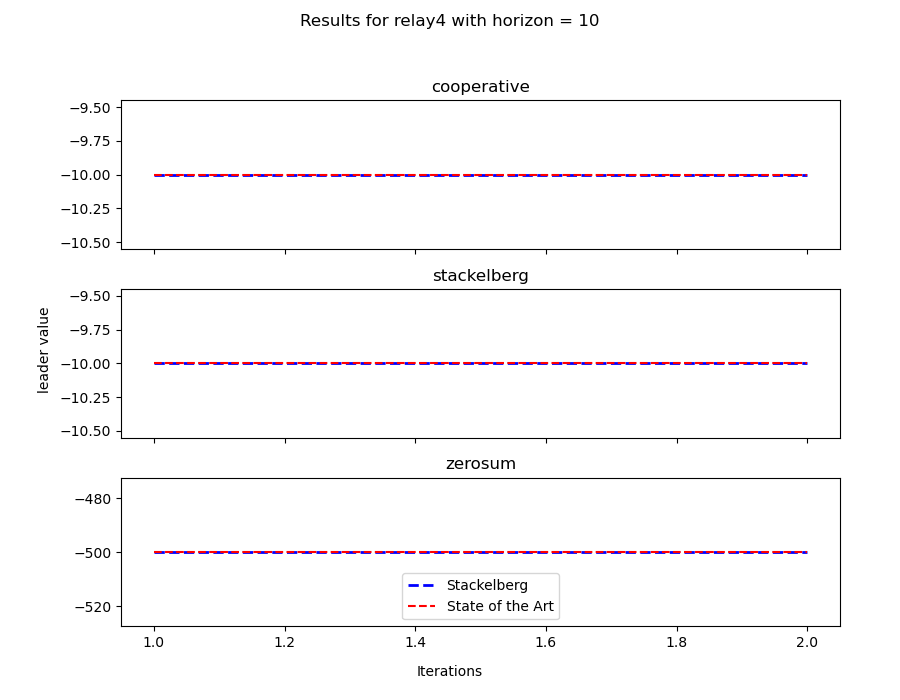 Results for relay4 with horizon = 10
cooperative
−9.50
−9.75
−10.00
−10.25
−10.50
stackelberg
−9.50
−9.75
−10.00
−10.25
−10.50
leader value
zerosum
−480
−500
−520
Stackelberg
State of the Art
1.0 1.2 1.4 1.6 1.8 2.0
Iterations